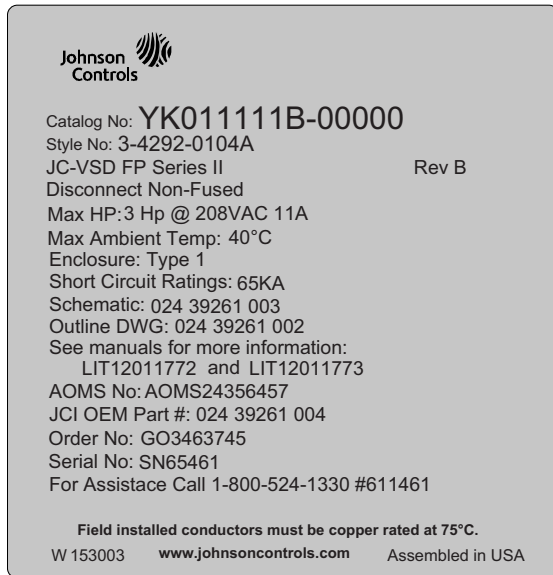 Johnson
Controls
Catalog No: YK011111B-00000
Style No: 3-4292-0104A
JC-VSD FP Series II Rev B
Disconnect Non-Fused
Max HP:3 Hp @ 208VAC 11A
Max Ambient Temp: 40°C
Enclosure: Type 1
Short Circuit Ratings: 65KA
Schematic: 024 39261 003
Outline DWG: 024 39261 002
See manuals for more information:
LIT12011772 and LIT12011773
AOMS No: AOMS24356457
JCI OEM Part #: 024 39261 004
Order No: GO3463745
Serial No: SN65461
For Assistace Call 1-800-524-1330 #611461
Field installed conductors must be copper rated at 75°C.
W 153003 www.johnsoncontrols.com Assembled in USA